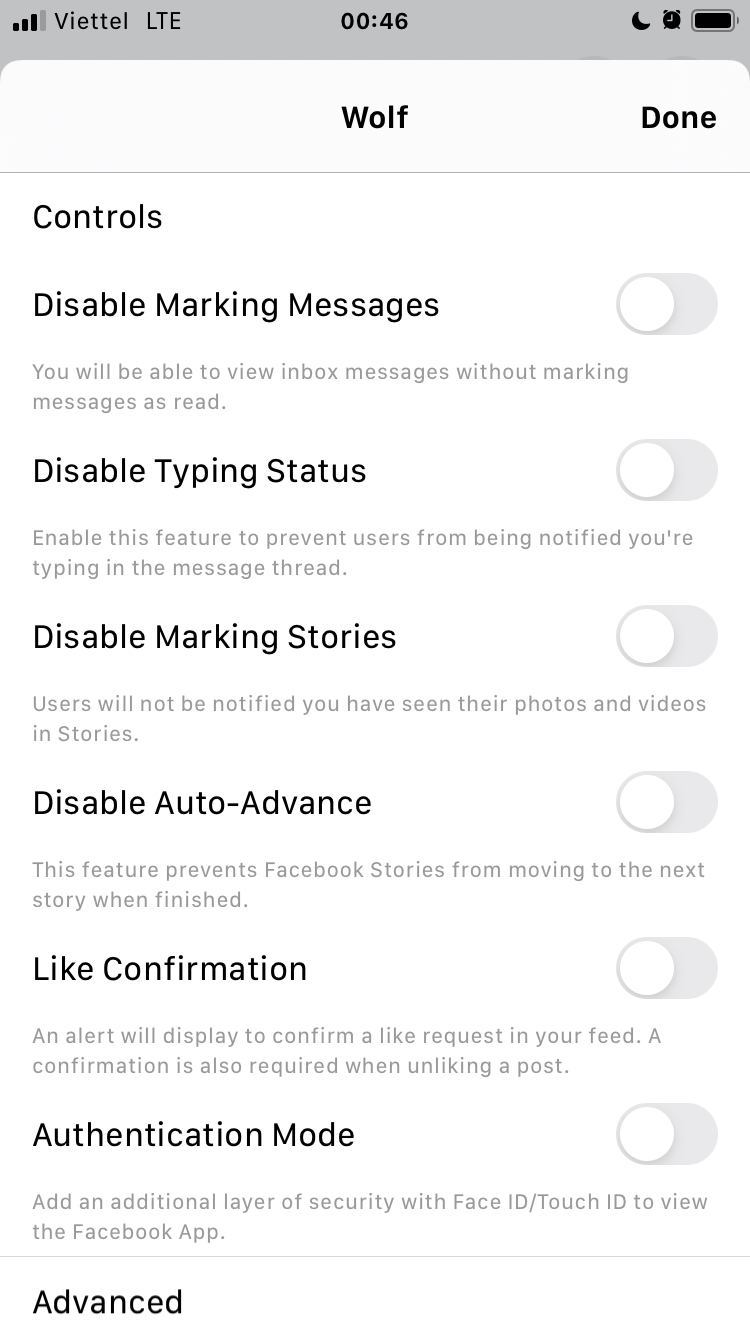 Viettel LTE 00:46
Wolf Done
Controls
Disable Marking Messages
You will be able to view inbox messages without marking
messages as read.
Disable Typing Status
Enable this feature to prevent users from being notified you're
typing in the message thread.
Disable Marking Stories
Users will not be notified you have seen their photos and videos
in Stories.
Disable Auto-Advance
This feature prevents Facebook Stories from moving to the next
story when finished.
Like Confirmation
An alert will display to confirm a like request in your feed. A
confirmation is also required when unliking a post.
Authentication Mode
Add an additional layer of security with Face ID/Touch ID to view
the Facebook App.
Advanced